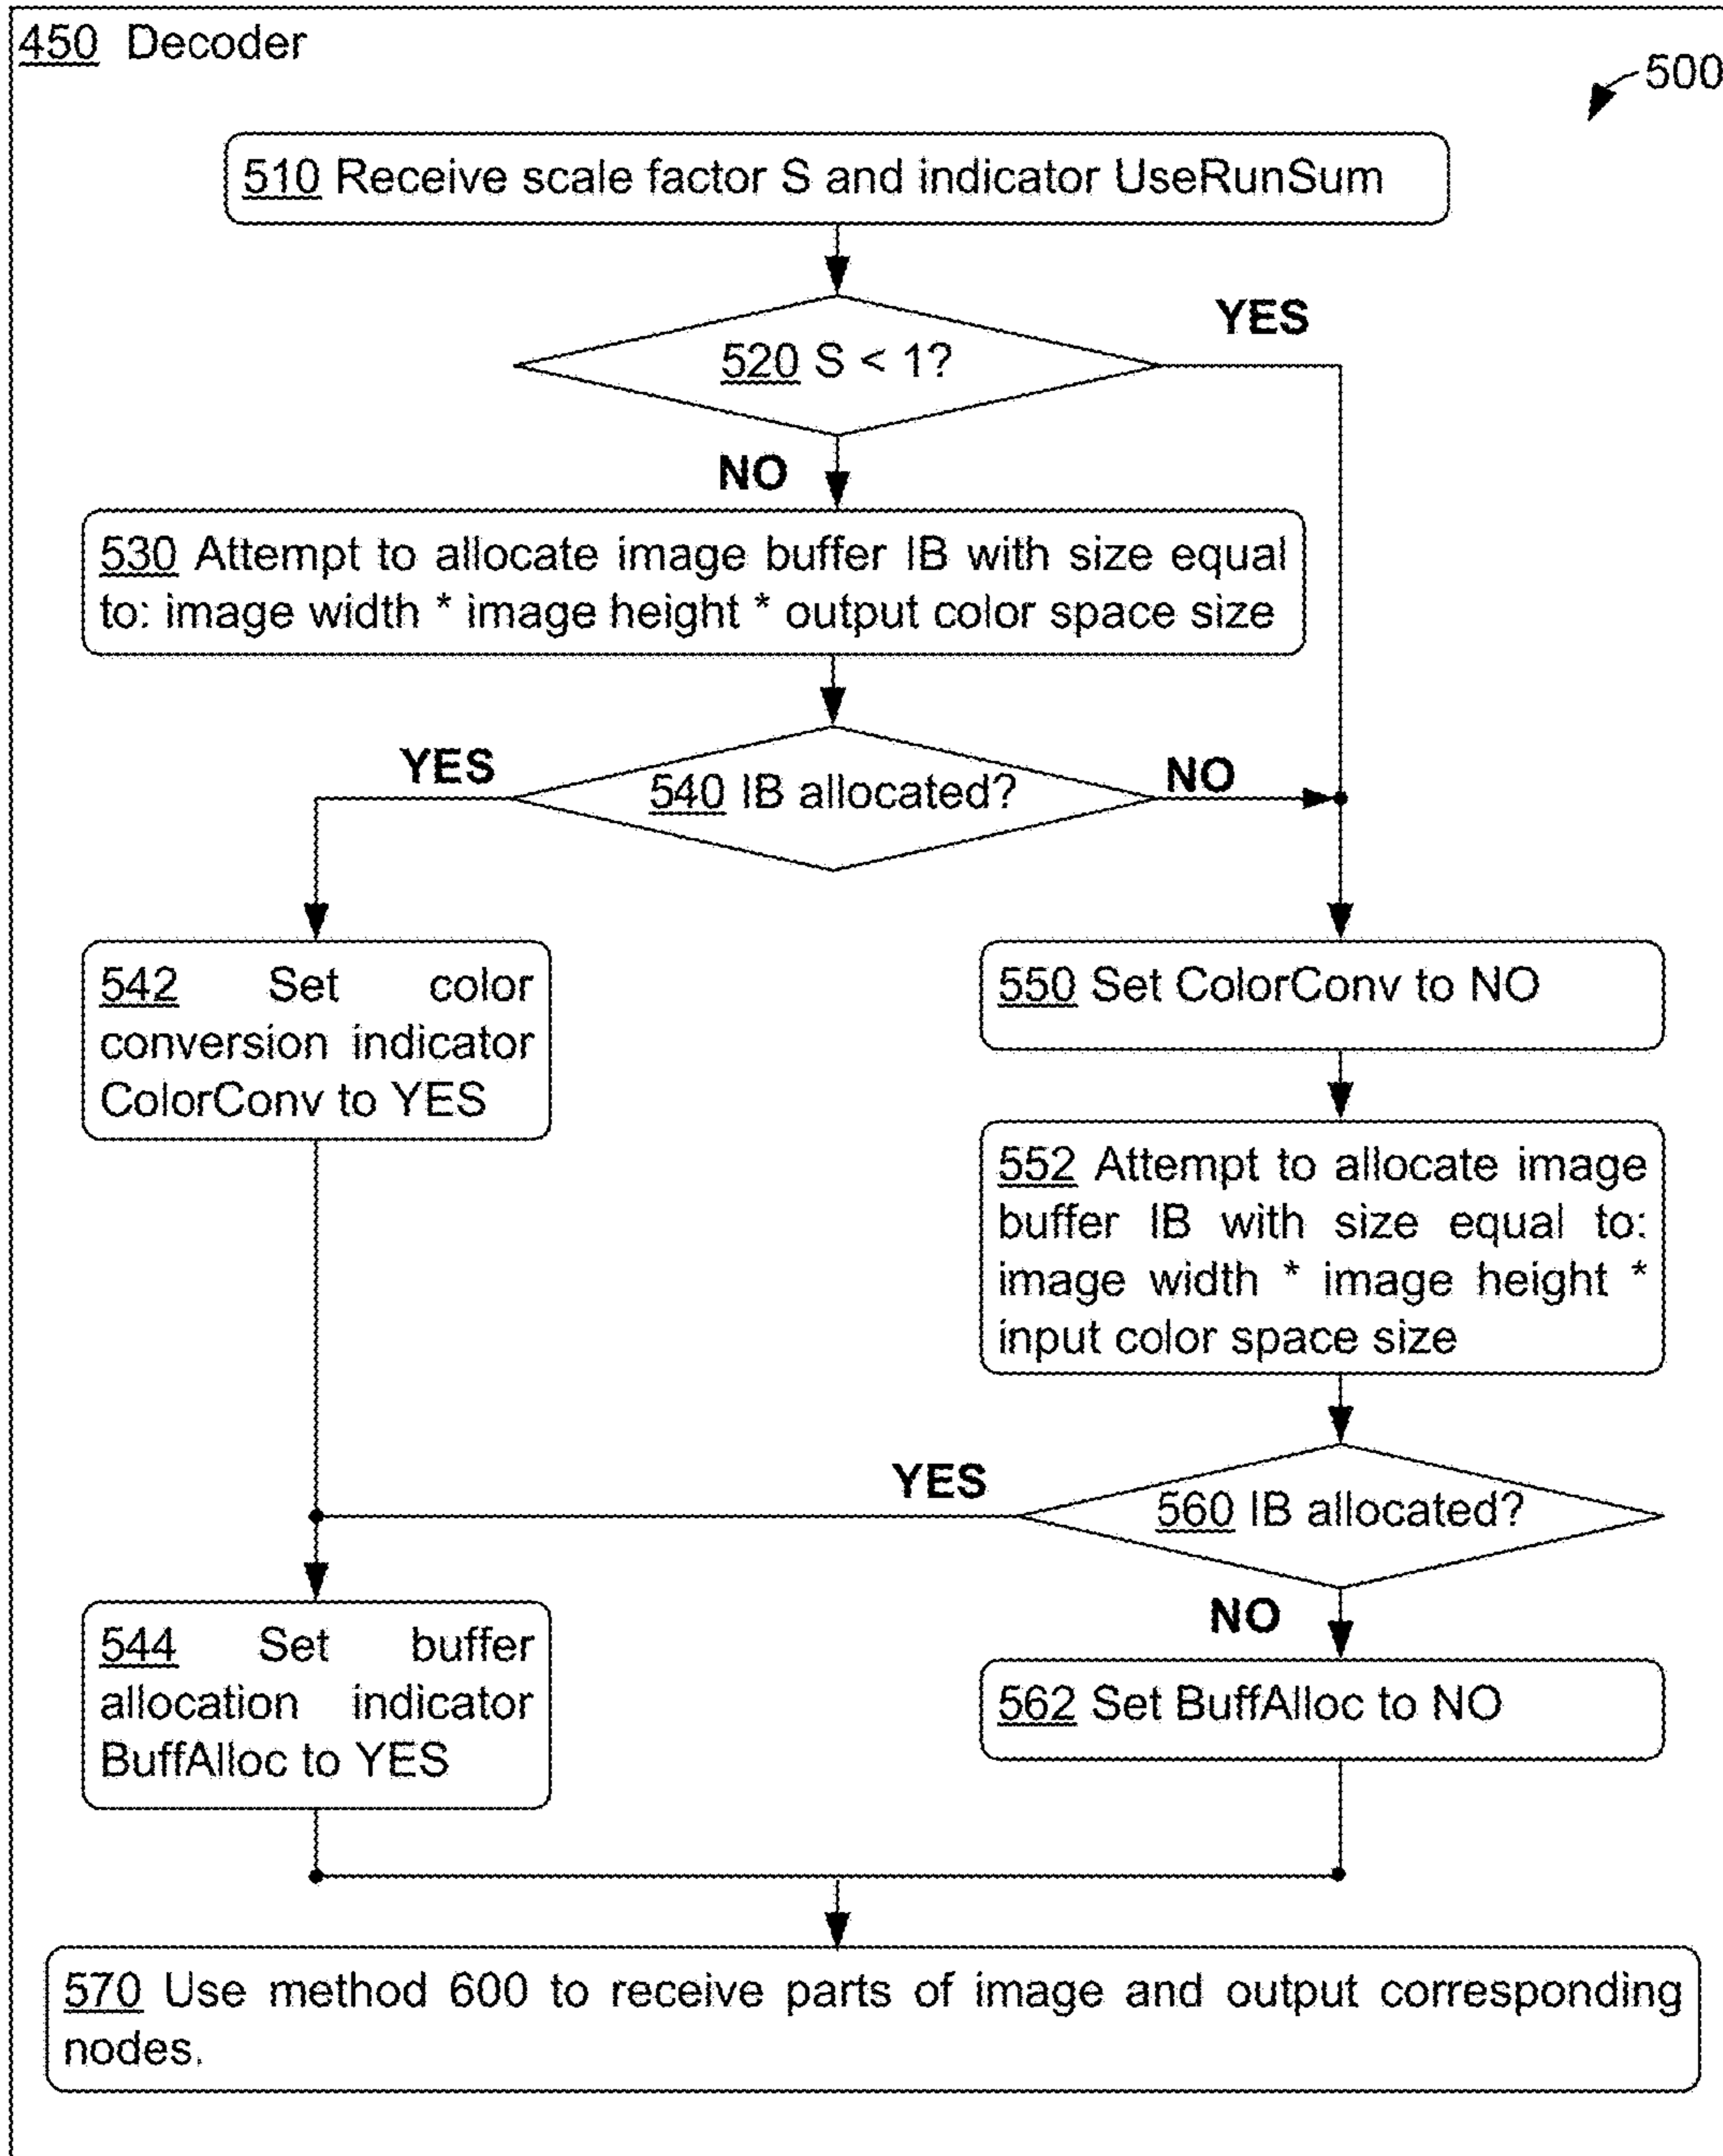 450 Decoder
500
510 Receive scale factor S and indicator UseRunSum
YES
520 S < 1?
NO
530 Attempt to allocate image buffer IB with size equal
to: image width * image height * output color space size
YES
540 IB allocated?
NO
542 Set color
conversion indicator
ColorConv to YES
550 Set ColorConv to NO
552 Attempt to allocate image
buffer IB with size equal to:
image width * image height *
input color space size
YES
560 IB allocated?
NO
544 Set buffer
allocation indicator
BuffAlloc to YES
562 Set BuffAlloc to NO
570 Use method 600 to receive parts of image and output corresponding
nodes.